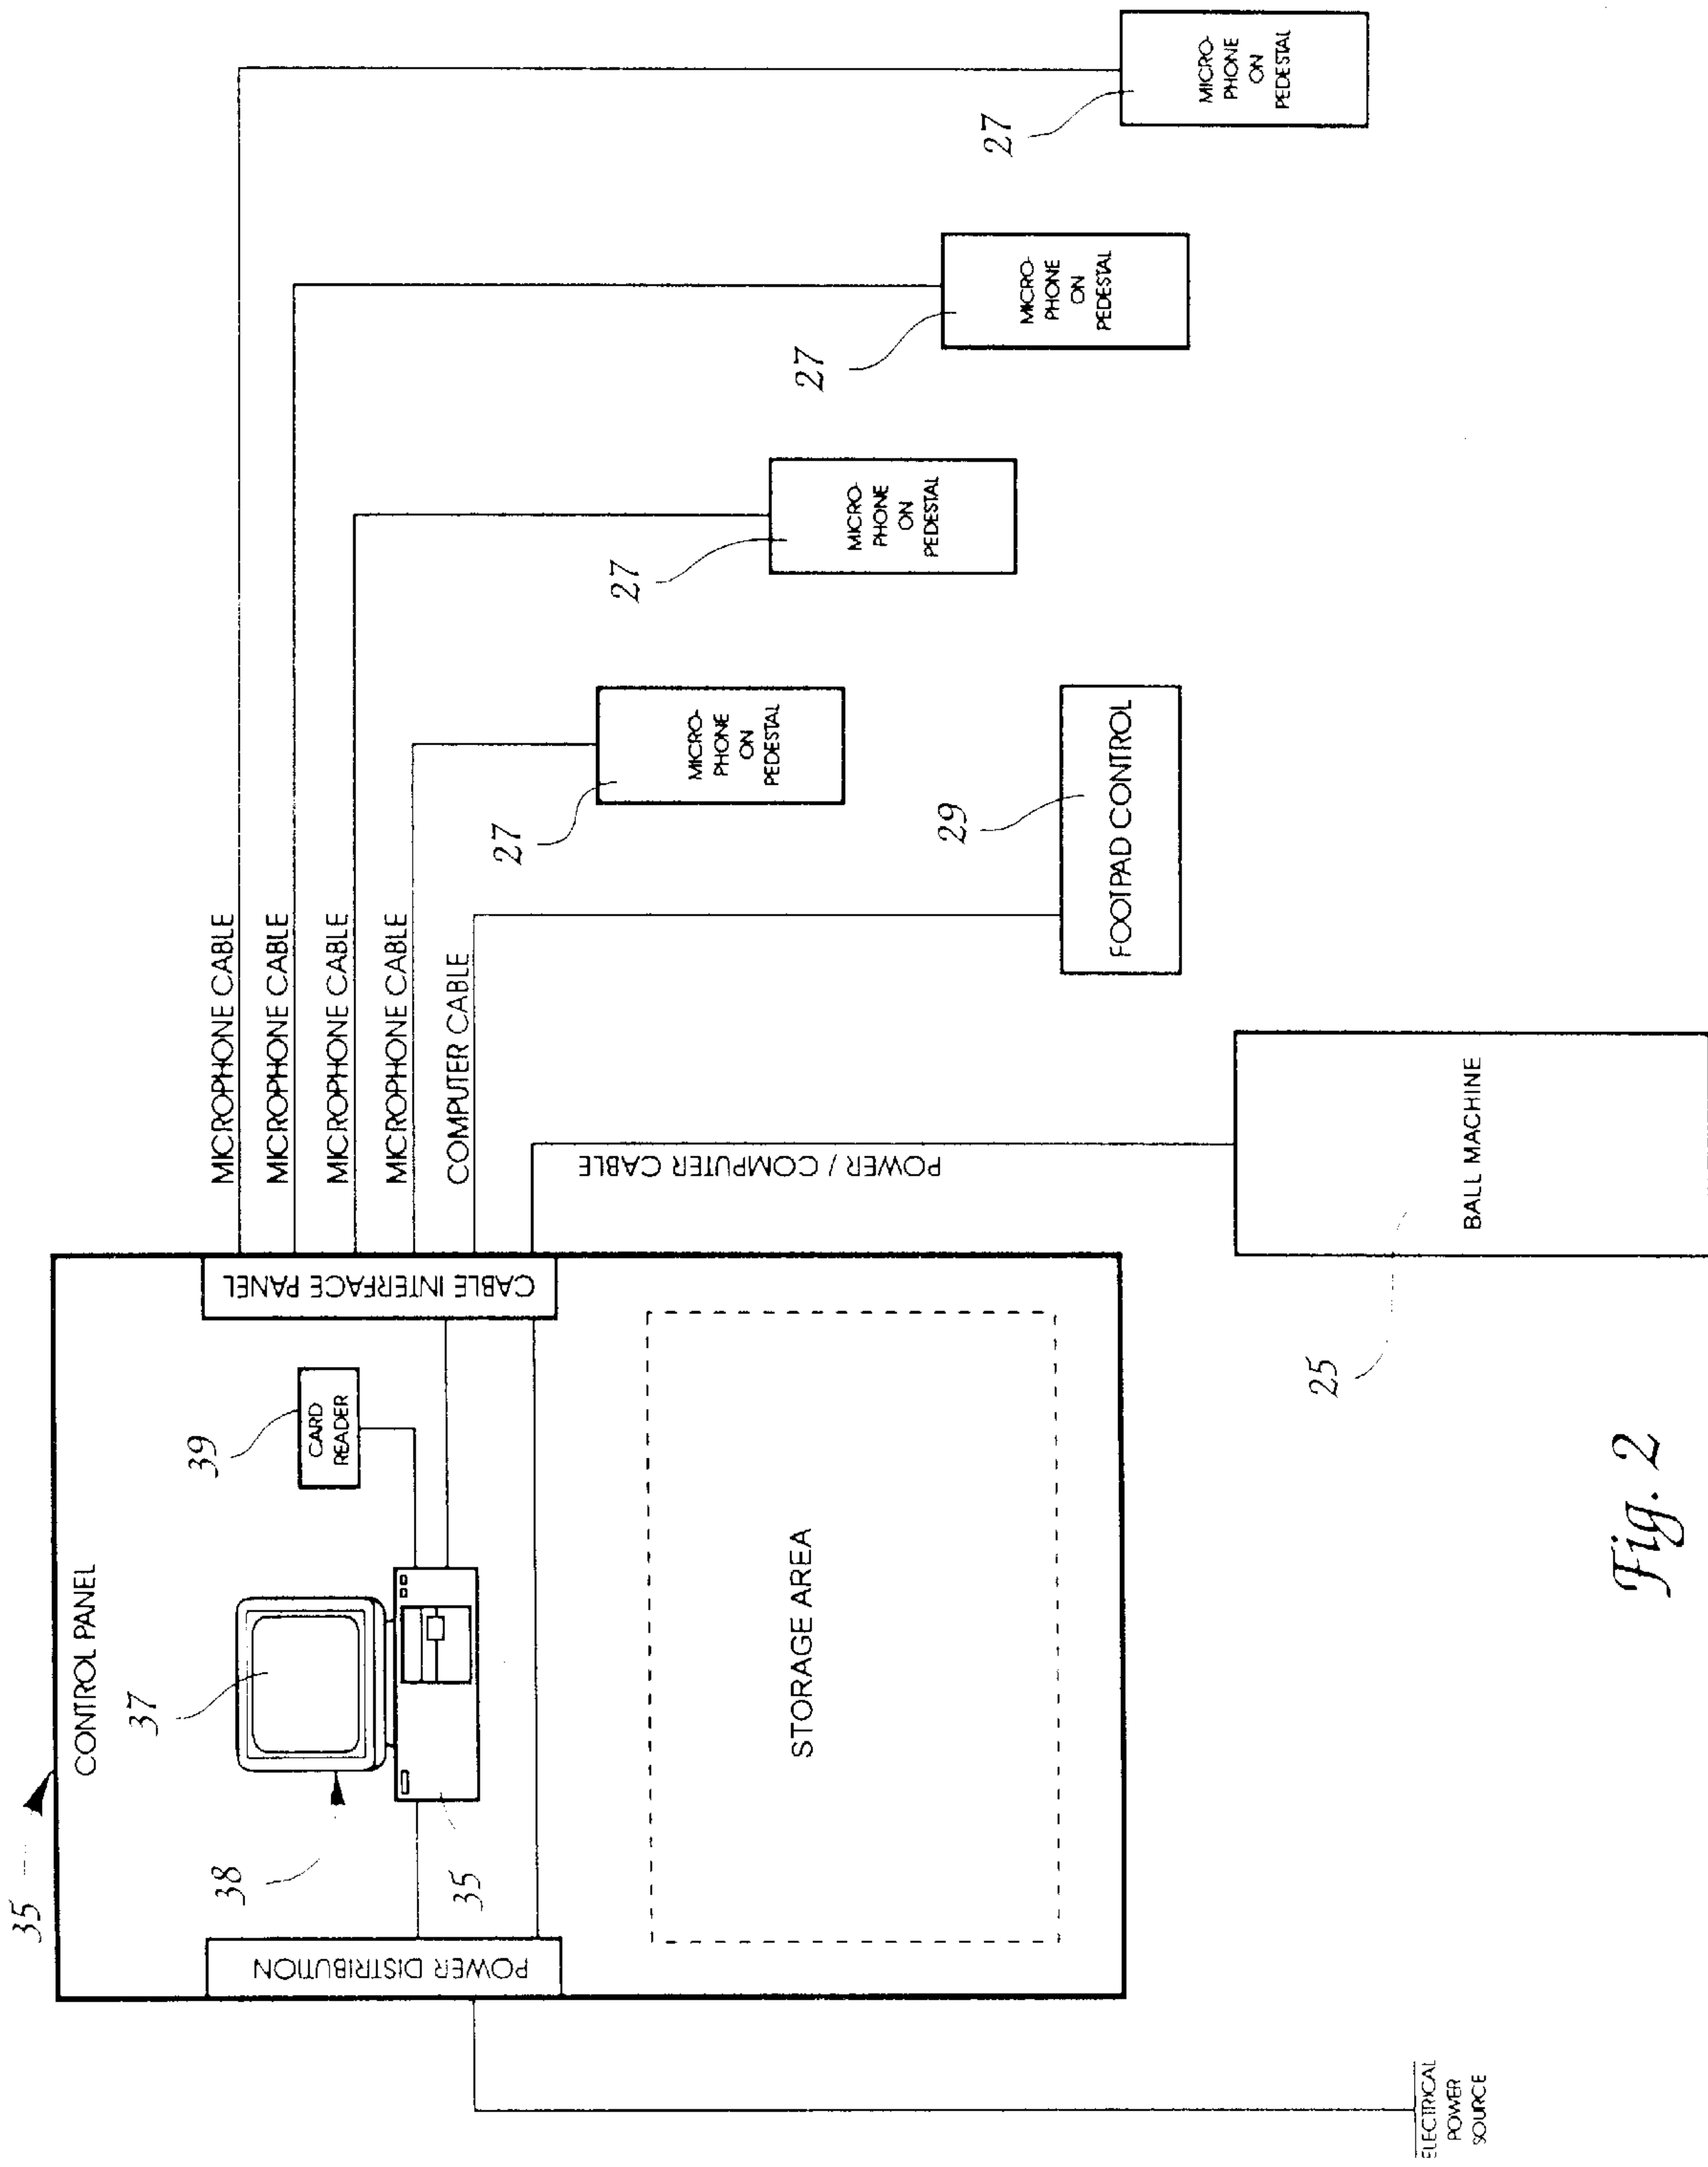 35
CONTROL PANEL
37
38
35
39
CARD
READER
POWER DISTRIBUTION
CABLE INTERFACE PANEL
STORAGE AREA
MICROPHONE CABLE
MICROPHONE CABLE
MICROPHONE CABLE
MICROPHONE CABLE
COMPUTER CABLE
POWER / COMPUTER CABLE
27
MICRO-
PHONE
ON
PEDESTAL
27
MICRO-
PHONE
ON
PEDESTAL
27
MICRO-
PHONE
ON
PEDESTAL
27
MICRO-
PHONE
ON
PEDESTAL
29
FOOTPAD CONTROL
25
BALL MACHINE
ELECTRICAL
POWER
SOURCE
Fig. 2